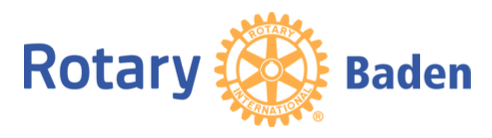 Rotary
ROTARY
INTERNATIONAL
®
Baden